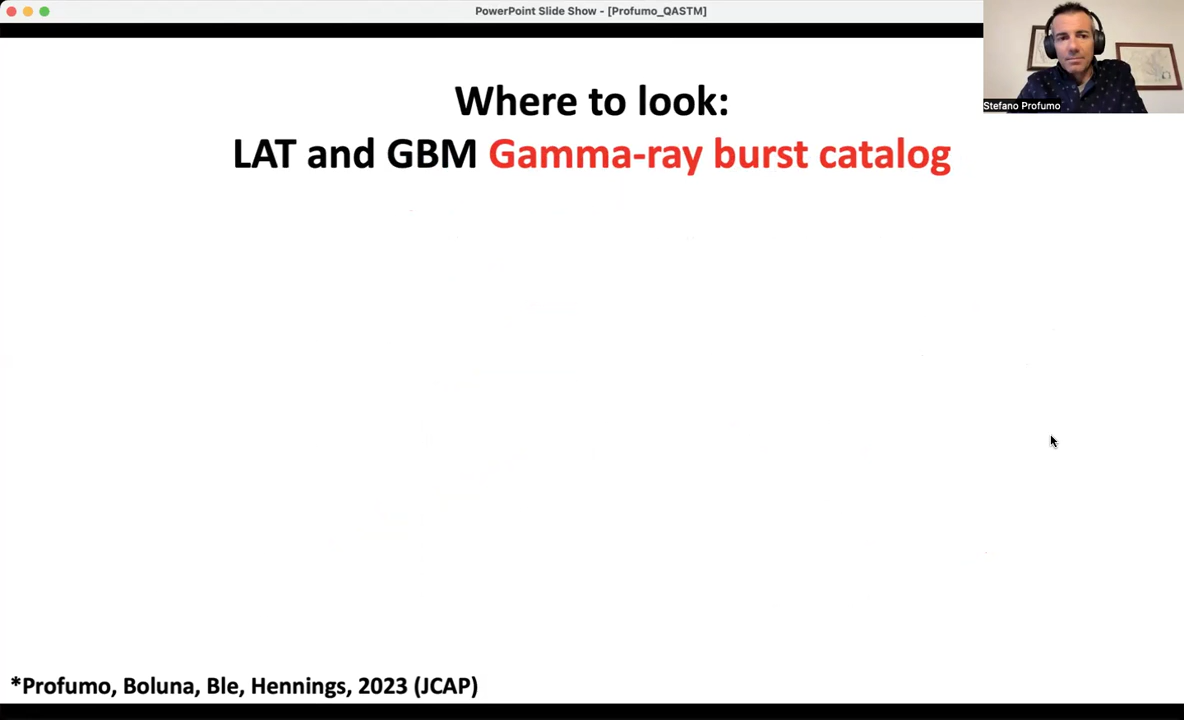 PowerPoint Slide Show - [Profumo_QASTM]
Stefano Profumo
Where to look:
LAT and GBM Gamma-ray burst catalog
*Profumo, Boluna, Ble, Hennings, 2023 (JCAP)